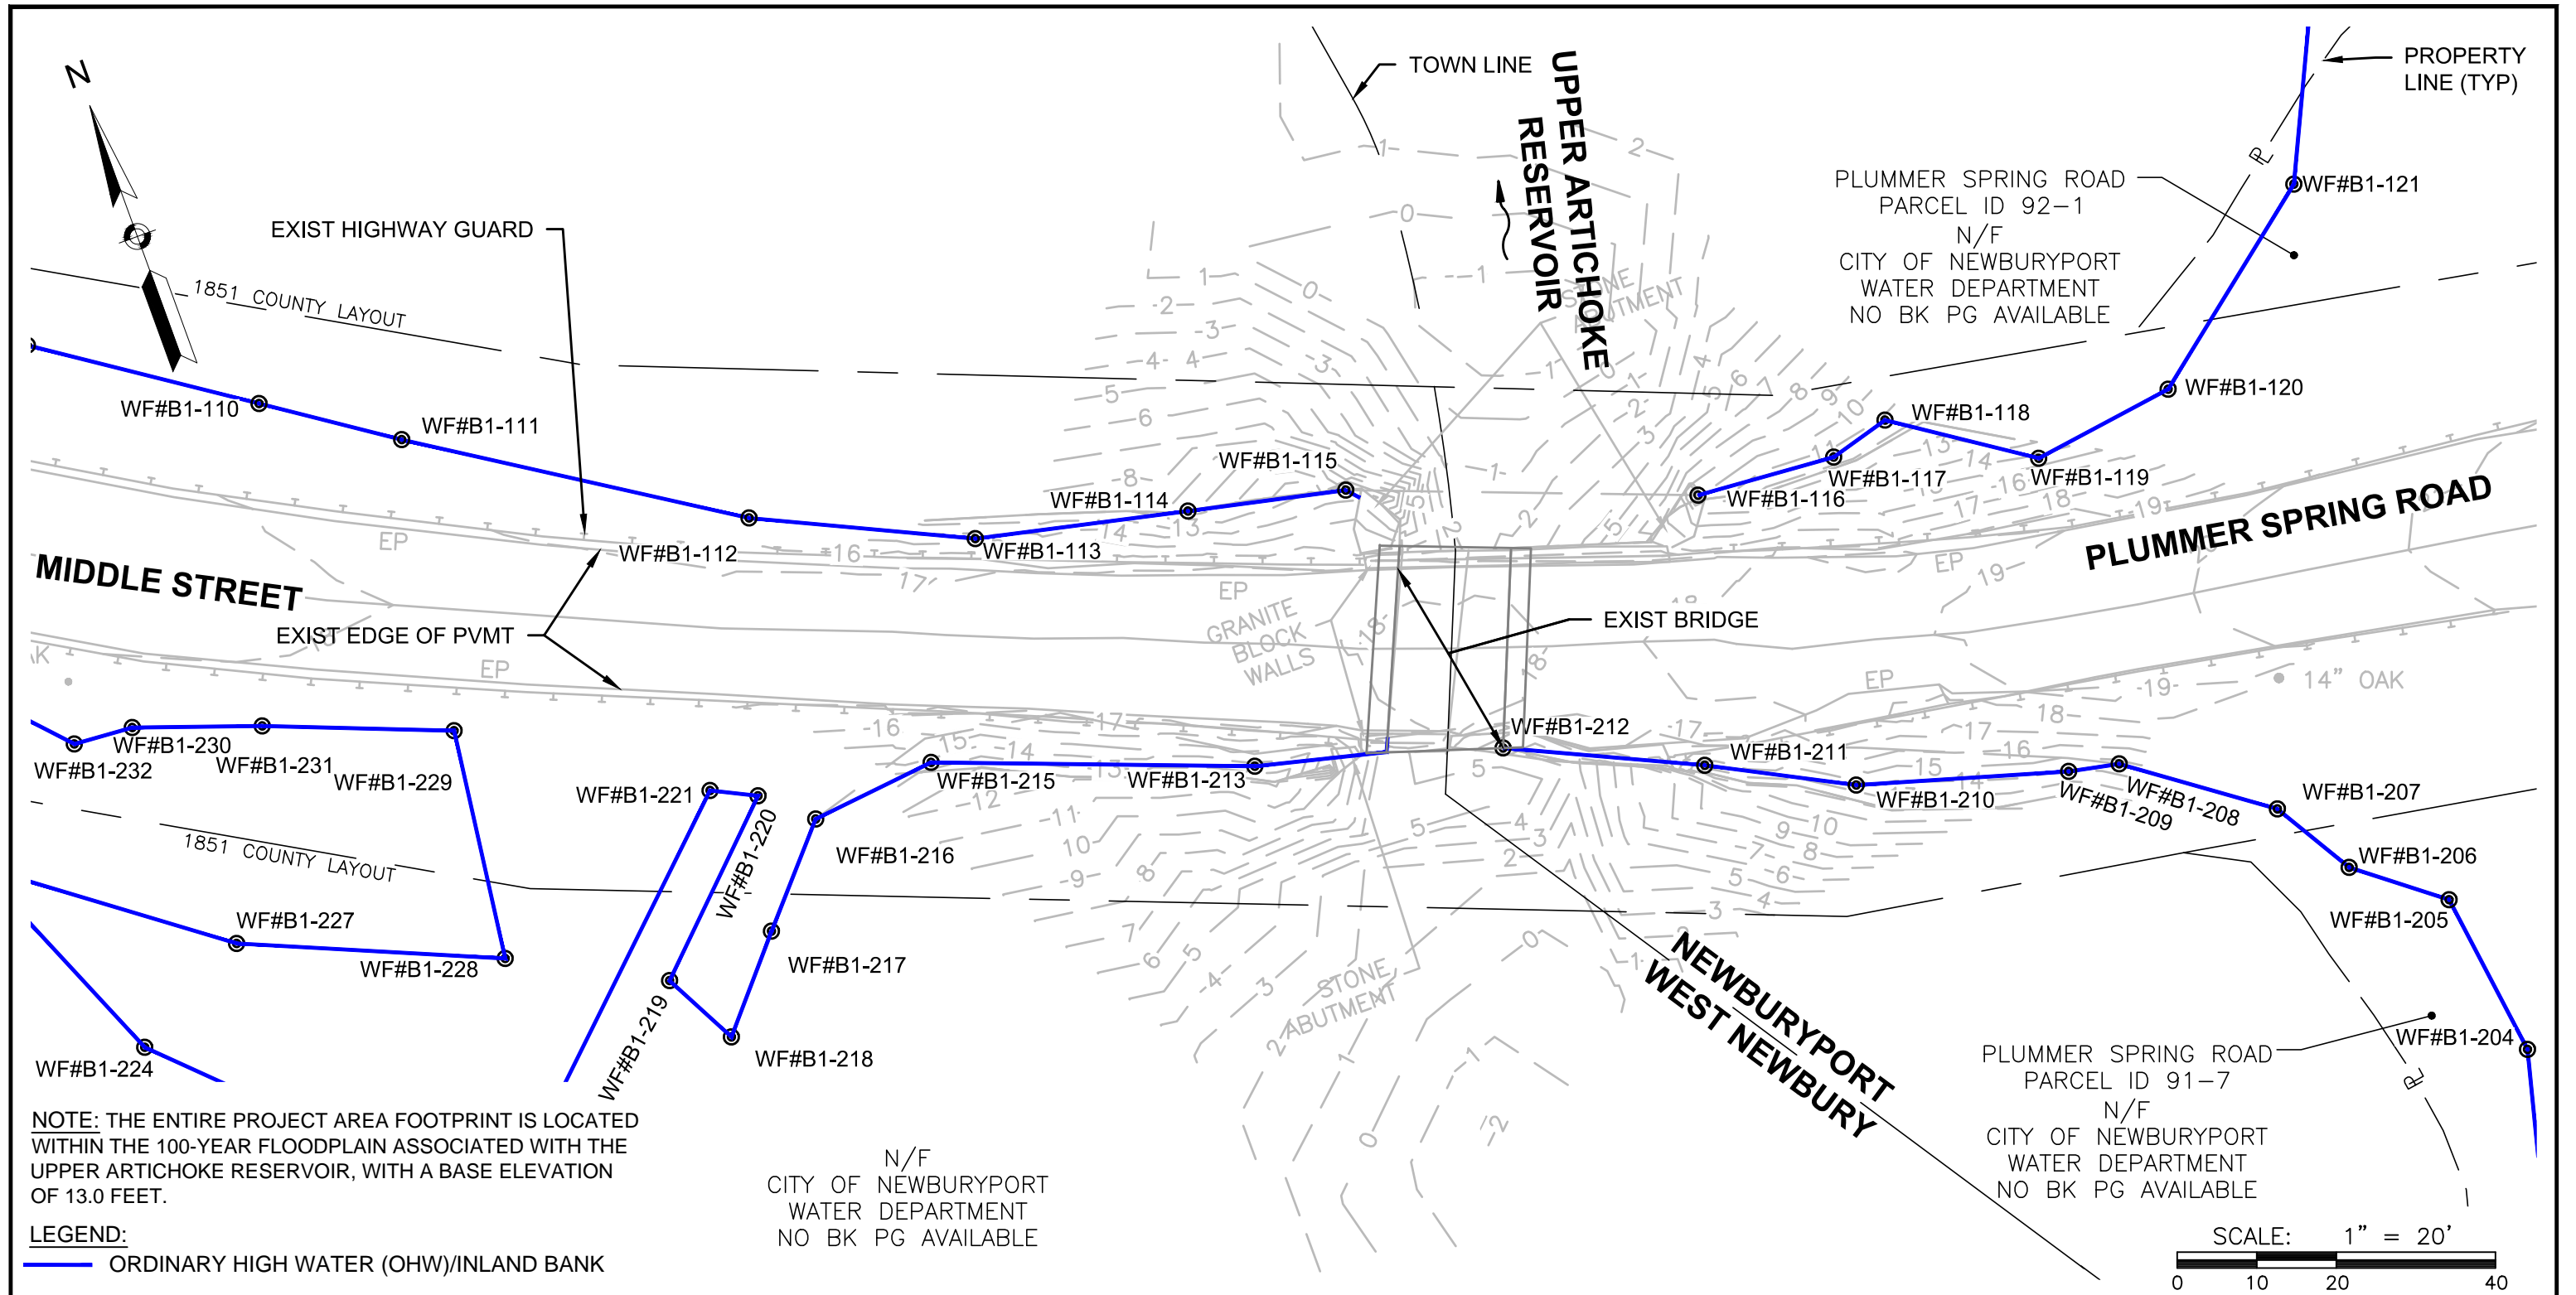 N
TOWN LINE
UPPER ARTICHOKE
RESERVOIR
PROPERTY
LINE (TYP)
EXIST HIGHWAY GUARD
1851 COUNTY LAYOUT
PLUMMER SPRING ROAD
PARCEL ID 92-1
N/F
CITY OF NEWBURYPORT
WATER DEPARTMENT
NO BK PG AVAILABLE
STONE
ABUTMENT
WF#B1-121
WF#B1-120
WF#B1-110
WF#B1-111
WF#B1-112
WF#B1-113
WF#B1-114
WF#B1-115
WF#B1-116
WF#B1-117
WF#B1-118
WF#B1-119
MIDDLE STREET
PLUMMER SPRING ROAD
EP
EP
EP
EP
EP
EXIST EDGE OF PVMT
GRANITE
BLOCK
WALLS
EXIST BRIDGE
14" OAK
WF#B1-232
WF#B1-230
WF#B1-231
WF#B1-229
WF#B1-221
WF#B1-220
WF#B1-215
WF#B1-213
WF#B1-212
WF#B1-211
WF#B1-210
WF#B1-209
WF#B1-208
WF#B1-207
WF#B1-206
WF#B1-205
WF#B1-204
WF#B1-216
WF#B1-217
WF#B1-218
WF#B1-219
1851 COUNTY LAYOUT
WF#B1-227
WF#B1-228
WF#B1-224
STONE
ABUTMENT
NEWBURYPORT
WEST NEWBURY
PLUMMER SPRING ROAD
PARCEL ID 91-7
N/F
CITY OF NEWBURYPORT
WATER DEPARTMENT
NO BK PG AVAILABLE
N/F
CITY OF NEWBURYPORT
WATER DEPARTMENT
NO BK PG AVAILABLE
NOTE: THE ENTIRE PROJECT AREA FOOTPRINT IS LOCATED
WITHIN THE 100-YEAR FLOODPLAIN ASSOCIATED WITH THE
UPPER ARTICHOKE RESERVOIR, WITH A BASE ELEVATION
OF 13.0 FEET.
LEGEND:
ORDINARY HIGH WATER (OHW)/INLAND BANK
SCALE: 1" = 20'
0 10 20 40